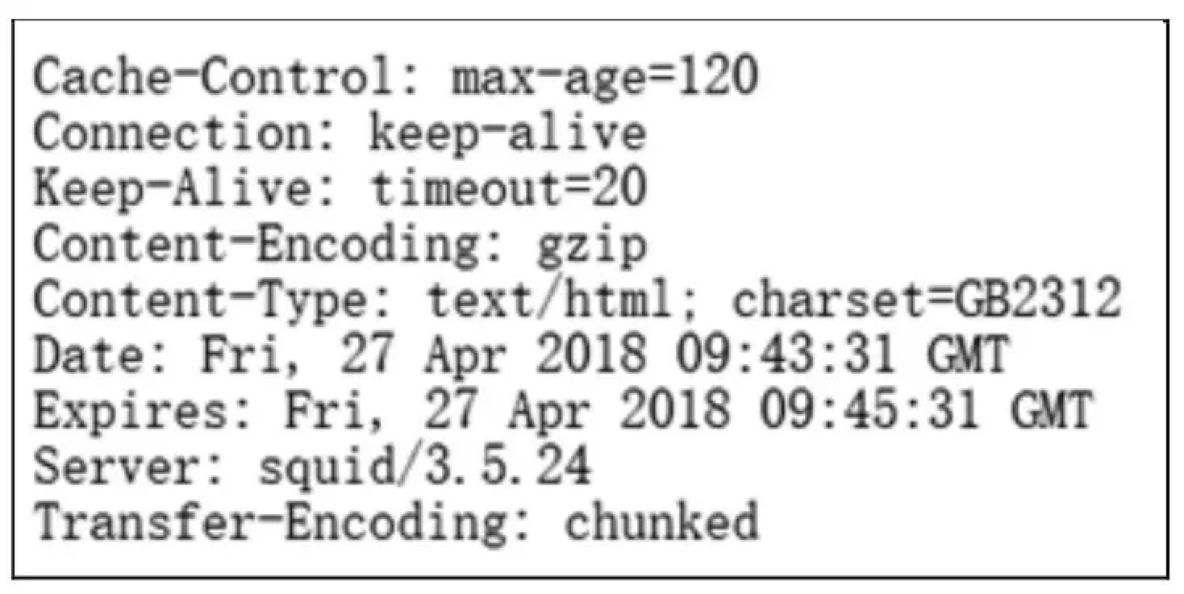 Cache-Control: max-age=120
Connection: keep-alive
Keep-Alive: timeout=20
Content-Encoding: gzip
Content-Type: text/html; charset=GB2312
Date: Fri, 27 Apr 2018 09:43:31 GMT
Expires: Fri, 27 Apr 2018 09:45:31 GMT
Server: squid/3.5.24
Transfer-Encoding: chunked